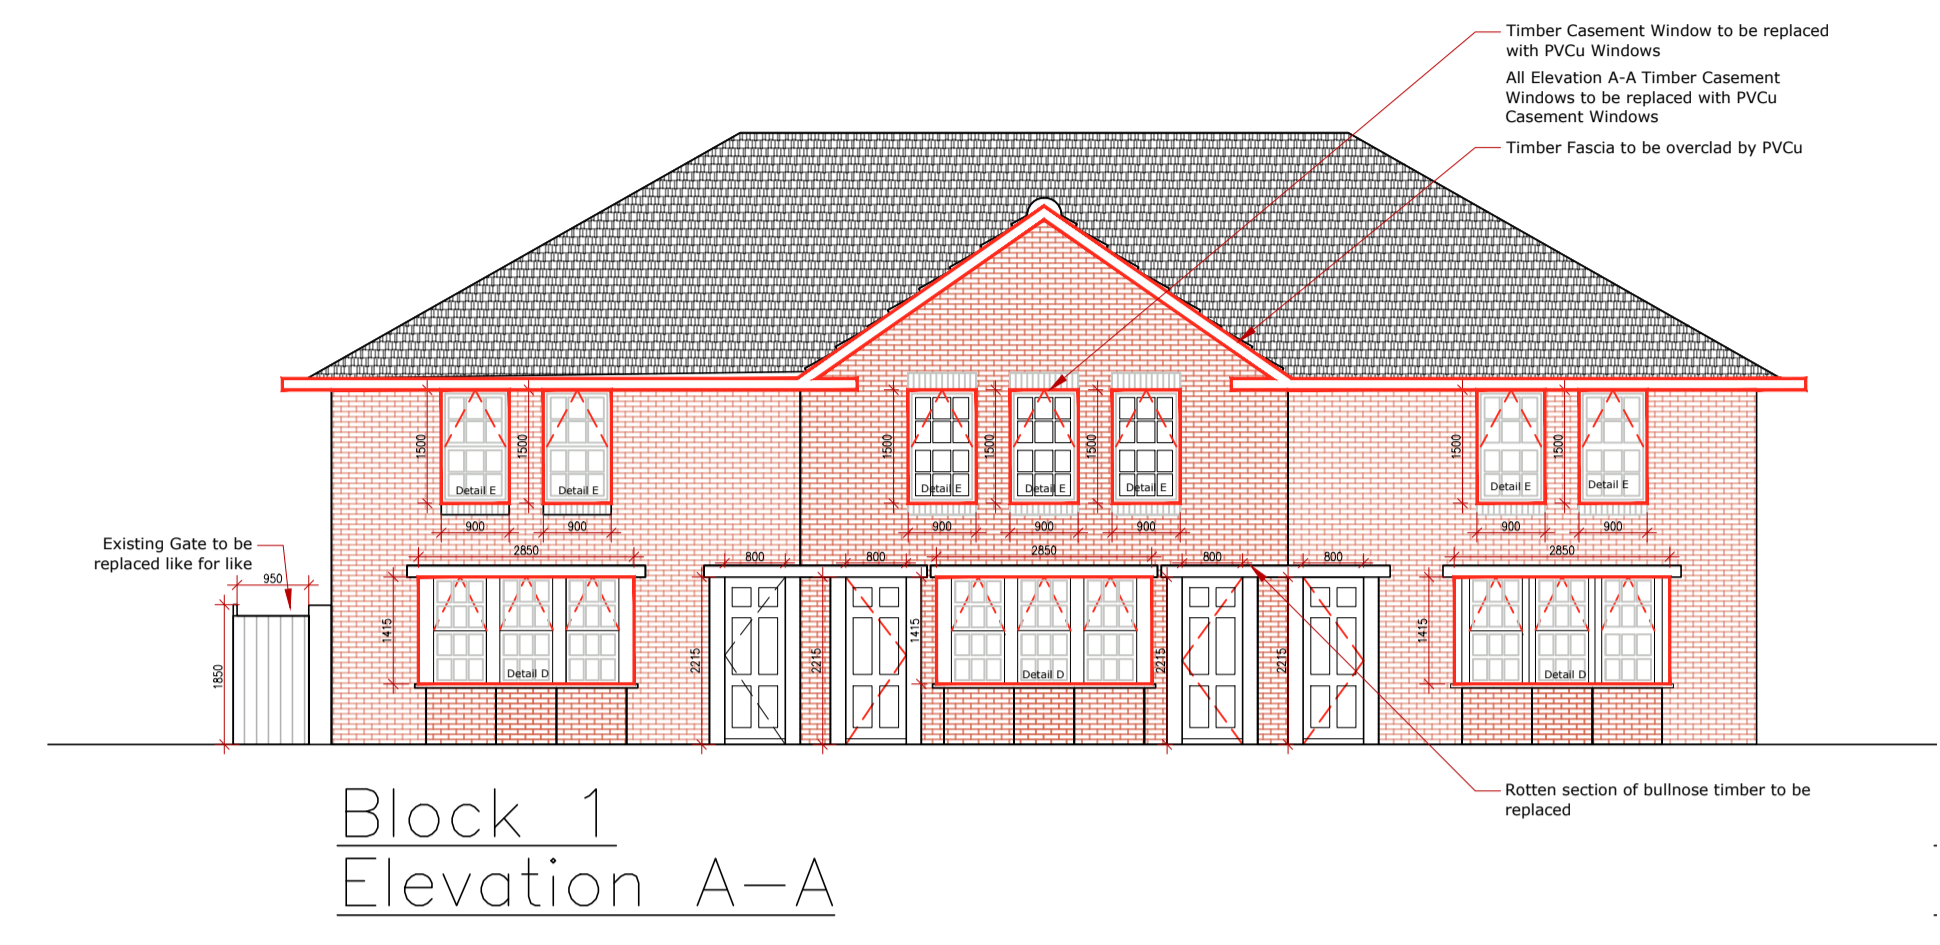 Timber Casement Window to be replaced
with PVCu Windows
All Elevation A-A Timber Casement
Windows to be replaced with PVCu
Casement Windows
Timber Fascia to be overclad by PVCu
1500
1500
1500
1500
1500
1500
1500
Detail E
Detail E
Detail E
Detail E
Detail E
Detail E
Detail E
900
900
900
900
900
900
900
Existing Gate to be
replaced like for like
950
1850
2850
800
800
2850
800
800
2850
1415
2215
2215
1415
2215
2215
1415
Detail D
Detail D
Detail D
Rotten section of bullnose timber to be
replaced
Block 1
Elevation A-A